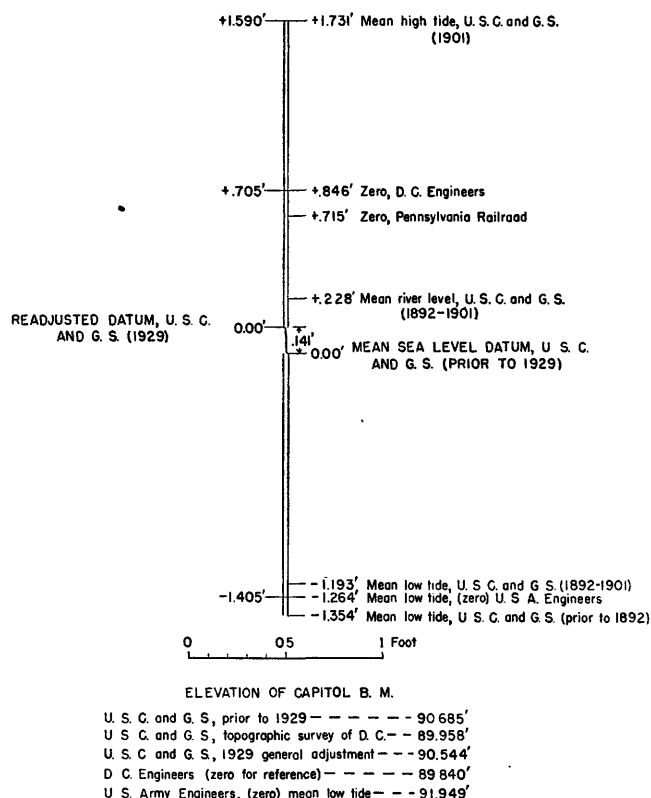 +1.590' +1.731' Mean high tide, U. S. C. and G. S.
(1901)
+.705' +.846' Zero, D. C. Engineers
+.715' Zero, Pennsylvania Railroad
+.228' Mean river level, U. S. C. and G. S.
(1892-1901)
READJUSTED DATUM, U. S. C.
AND G. S. (1929)
0.00'
.141'
0.00' MEAN SEA LEVEL DATUM, U S. C.
AND G. S. (PRIOR TO 1929)
-1.193' Mean low tide, U. S. C. and G S. (1892-1901)
-1.405' -1.264' Mean low tide, (zero) U. S A. Engineers
-1.354' Mean low tide, U S. C. and G. S. (prior to 1892)
0 05 1 Foot
ELEVATION OF CAPITOL B. M.
U. S. C. and G. S, prior to 1929 — — — — — 90 685'
U S C. and G. S., topographic survey of D. C. — — 89.958'
U. S. C and G. S., 1929 general adjustment — — — 90.544'
D C. Engineers (zero for reference) — — — — — 89 840'
U S. Army Engineers, (zero) mean low tide — — — 91.949'